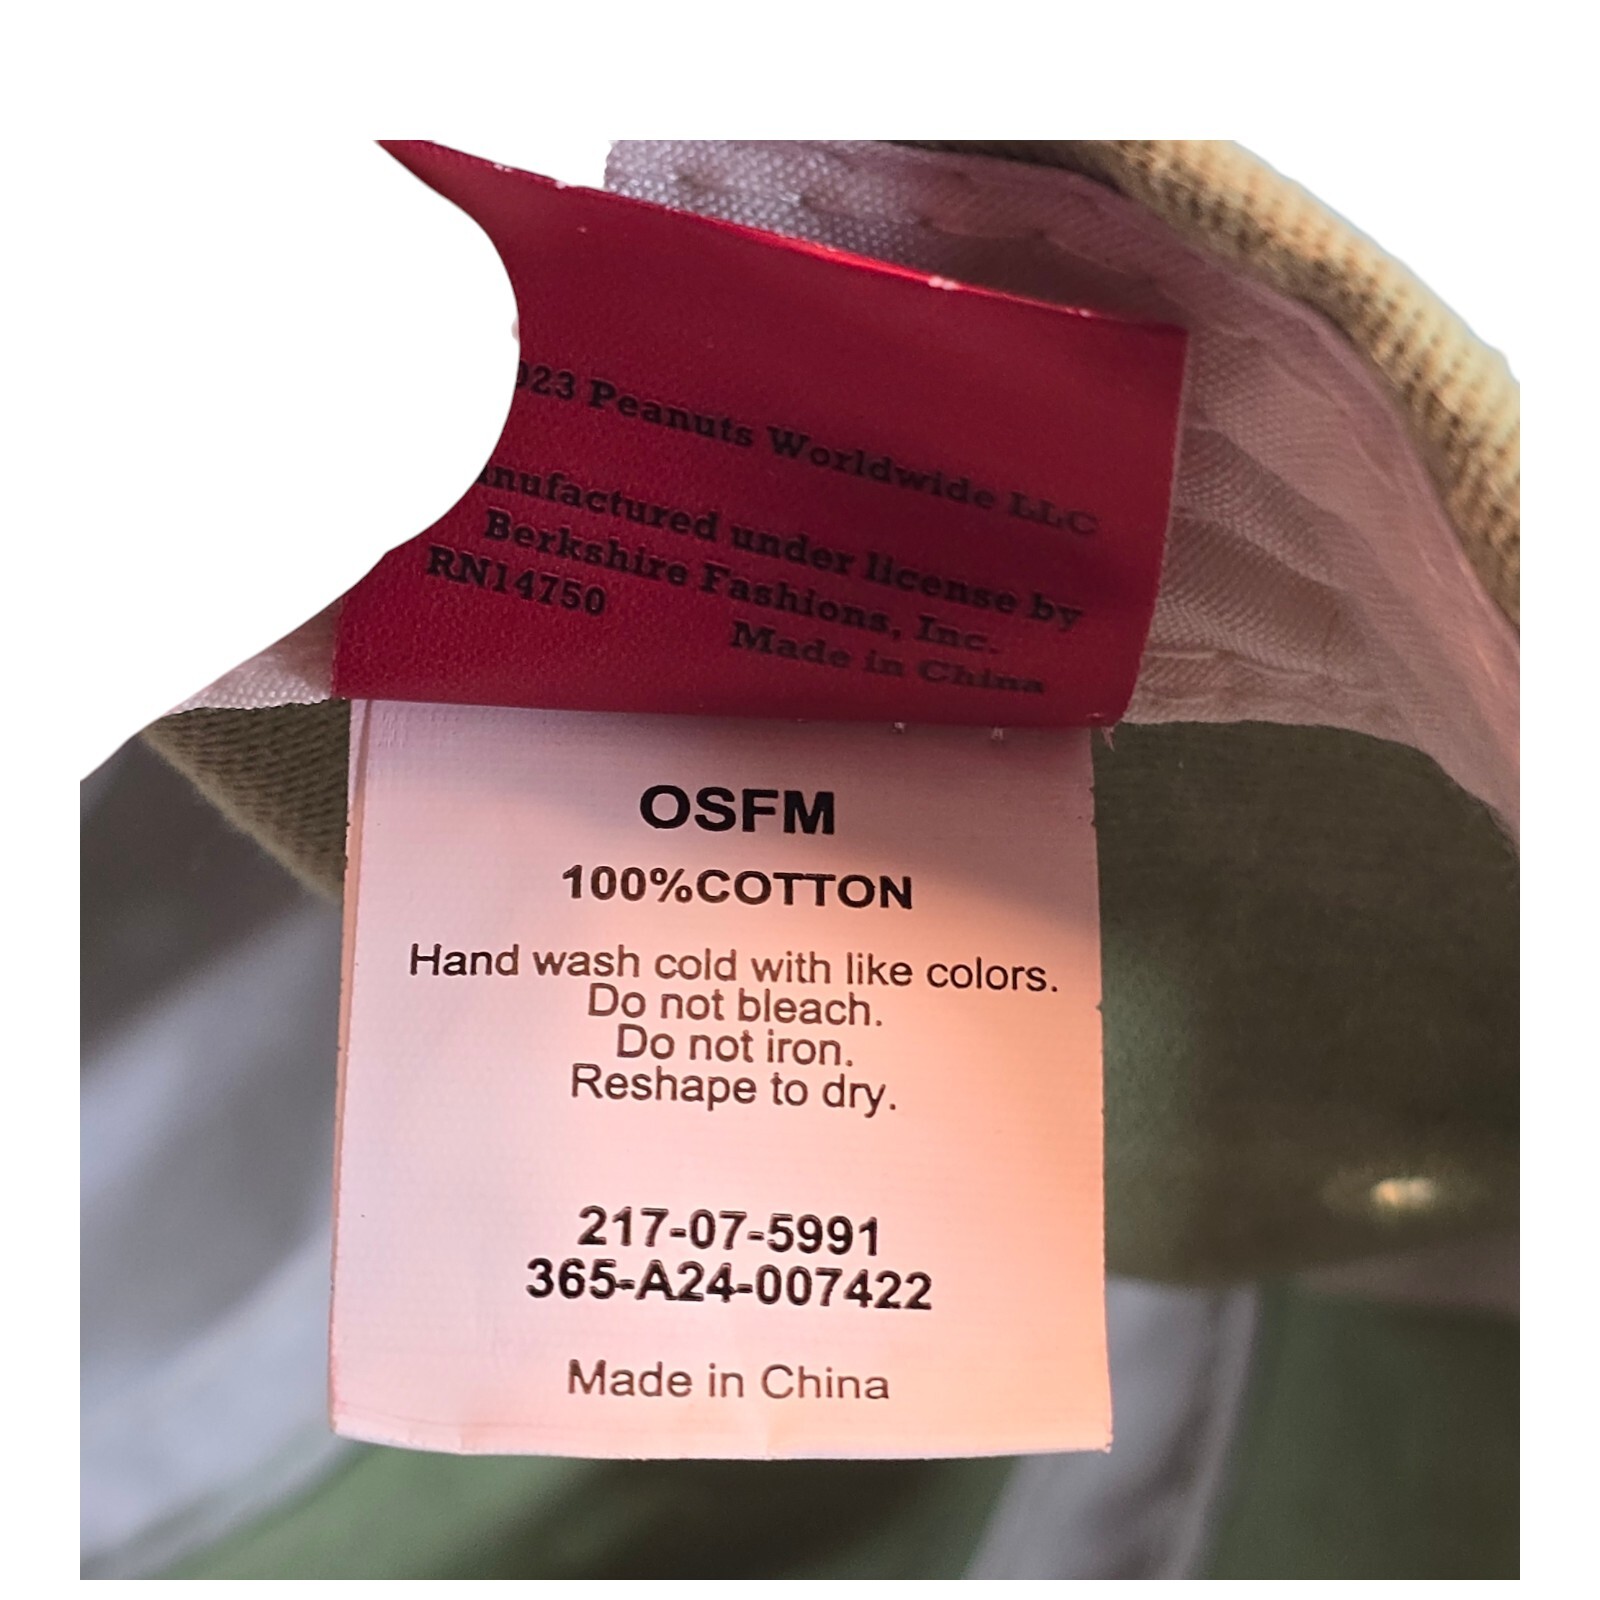 023 Peanuts Worldwide LLC
anufactured under license by
Berkshire Fashions, Inc.
RN14750
Made in China
OSFM
100%COTTON
Hand wash cold with like colors.
Do not bleach.
Do not iron.
Reshape to dry.
217-07-5991
365-A24-007422
Made in China